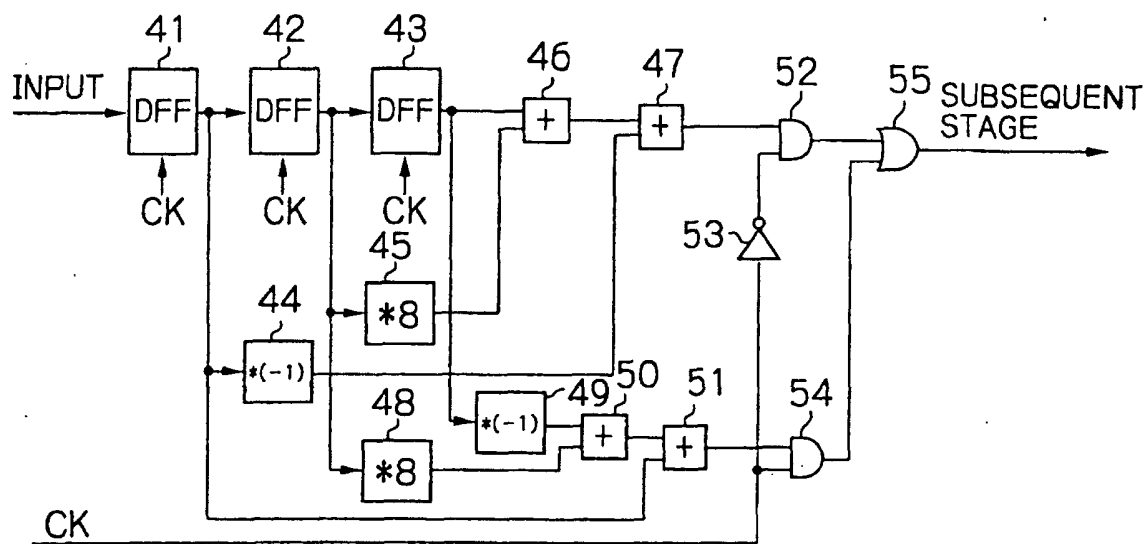 41
42
43
46
47
52
55
INPUT
DFF
DFF
DFF
+
+
SUBSEQUENT
STAGE
CK
CK
CK
53
45
*8
44
*(-1)
49
50
51
54
48
*(-1)
+
+
*8
CK